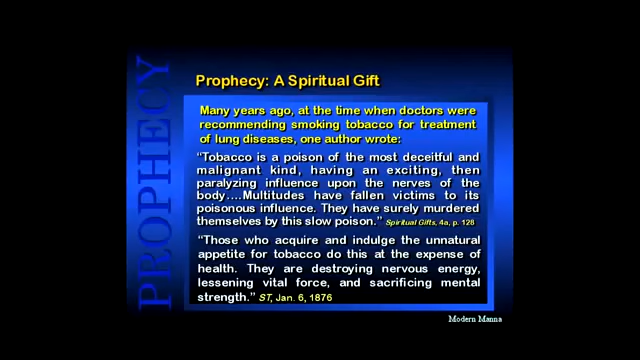 PROPHECY
Prophecy: A Spiritual Gift
Many years ago, at the time when doctors were
recommending smoking tobacco for treatment
of lung diseases, one author wrote:
“Tobacco is a poison of the most deceitful and
malignant kind, having an exciting, then
paralyzing influence upon the nerves of the
body….Multitudes have fallen victims to its
poisonous influence. They have surely murdered
themselves by this slow poison.” Spiritual Gifts, 4a, p. 128
“Those who acquire and indulge the unnatural
appetite for tobacco do this at the expense of
health. They are destroying nervous energy,
lessening vital force, and sacrificing mental
strength.” ST, Jan. 6, 1876
Modern Manna